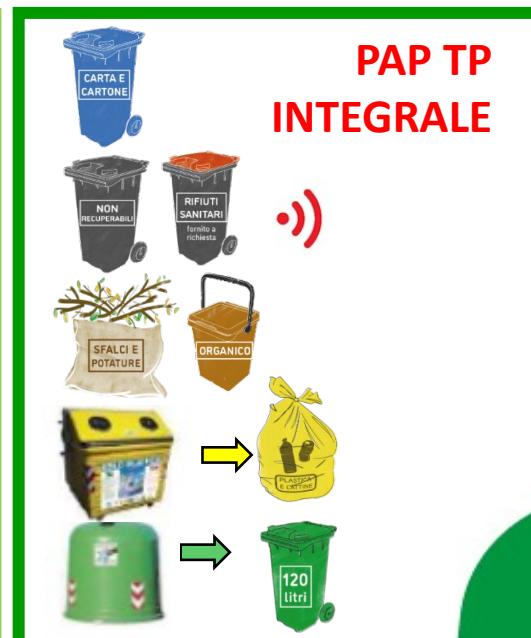 PAP TP
INTEGRALE
CARTA E
CARTONE
NON
RECUPERABILI
RIFIUTI
SANITARI
fornito a
richiesta
SFALCI E
POTATURE
ORGANICO
PLASTICA
E LATTINE
120
litri